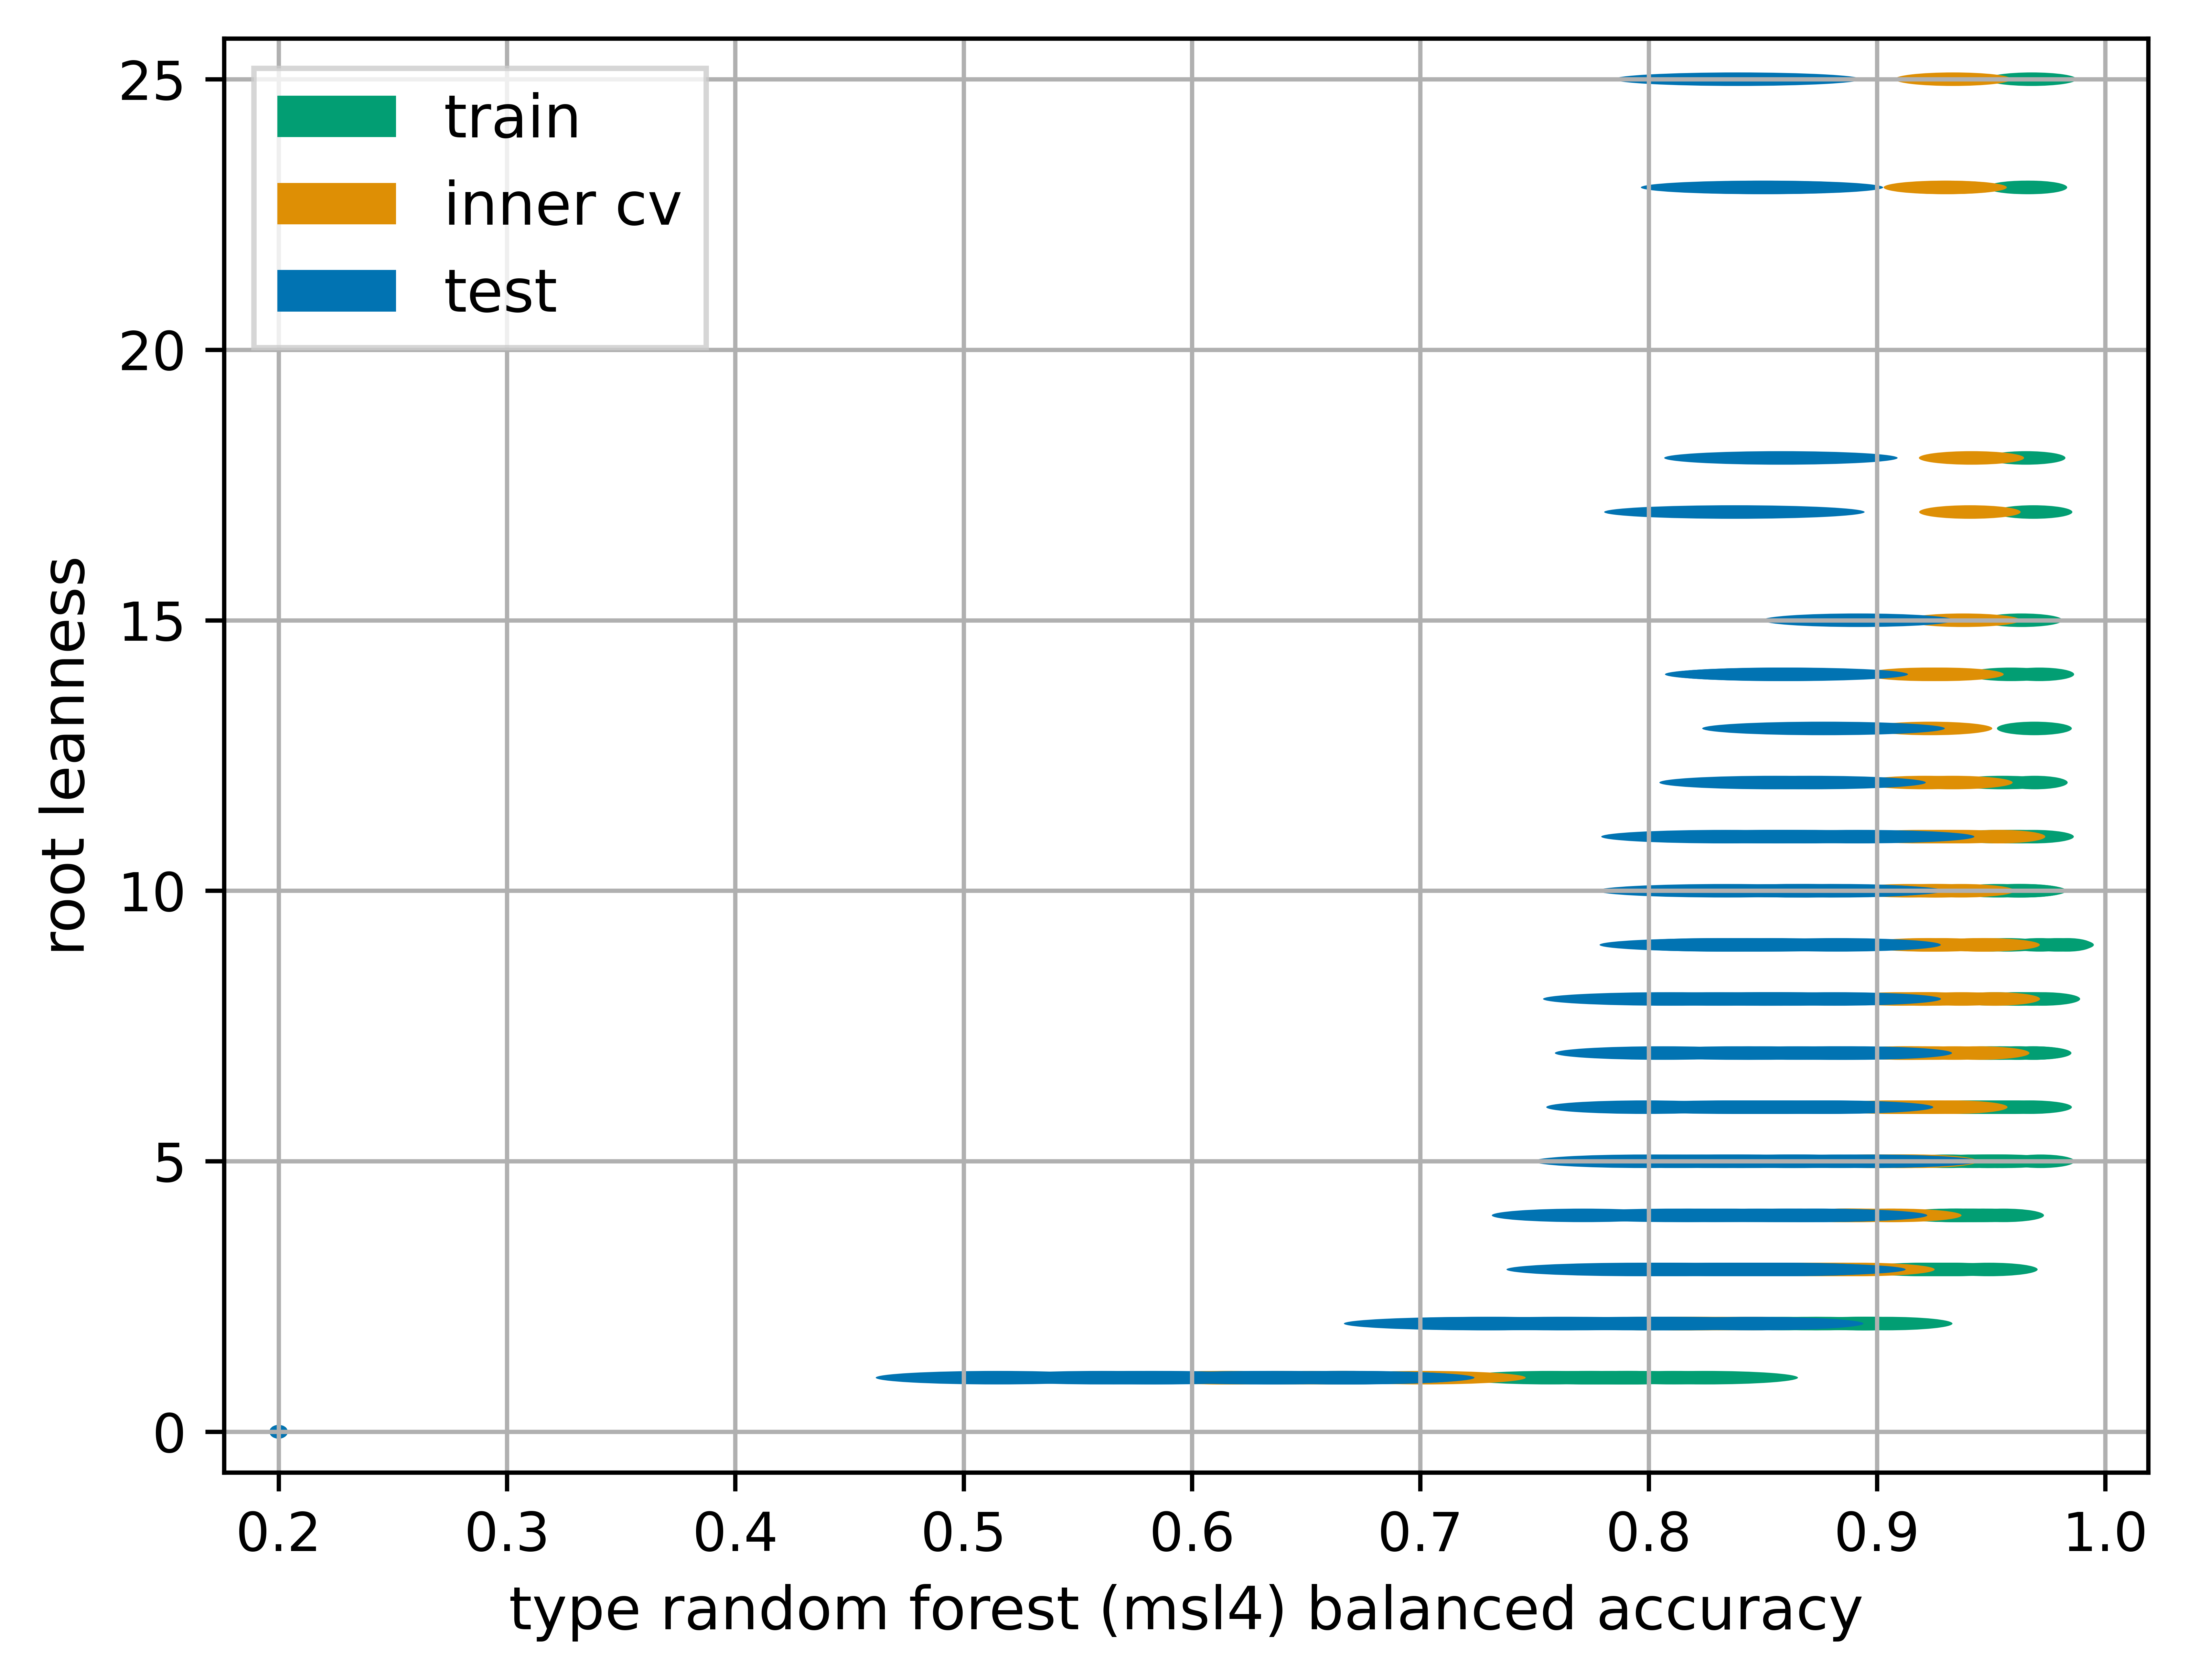 25
20
15
10
5
0
root leanness
train
inner cv
test
0.2 0.3 0.4 0.5 0.6 0.7 0.8 0.9 1.0
type random forest (msl4) balanced accuracy